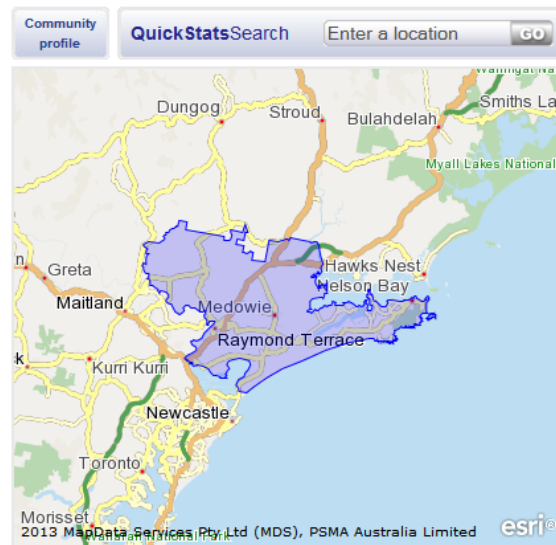 Community
profile
QuickStatsSearch
Enter a location
GO
Smiths La
Dungog
Stroud
Bulahdelah
Myall Lakes National
Greta
Hawks Nest
Nelson Bay
Maitland
Medowie
Raymond Terrace
k
Kurri Kurri
Newcastle
Toronto
Morisset
2013 MapData Services Pty Ltd (MDS), PSMA Australia Limited
esri